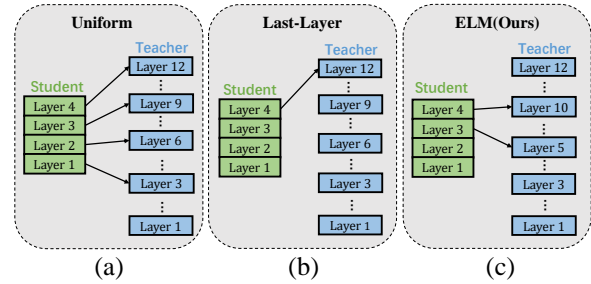 Uniform
Teacher
Student
Layer 12
Layer 9
Layer 6
Layer 3
Layer 1
Layer 4
Layer 3
Layer 2
Layer 1
(a)
Last-Layer
Teacher
Student
Layer 12
Layer 9
Layer 6
Layer 3
Layer 1
Layer 4
Layer 3
Layer 2
Layer 1
(b)
ELM(Ours)
Teacher
Student
Layer 12
Layer 10
Layer 5
Layer 3
Layer 1
Layer 4
Layer 3
Layer 2
Layer 1
(c)